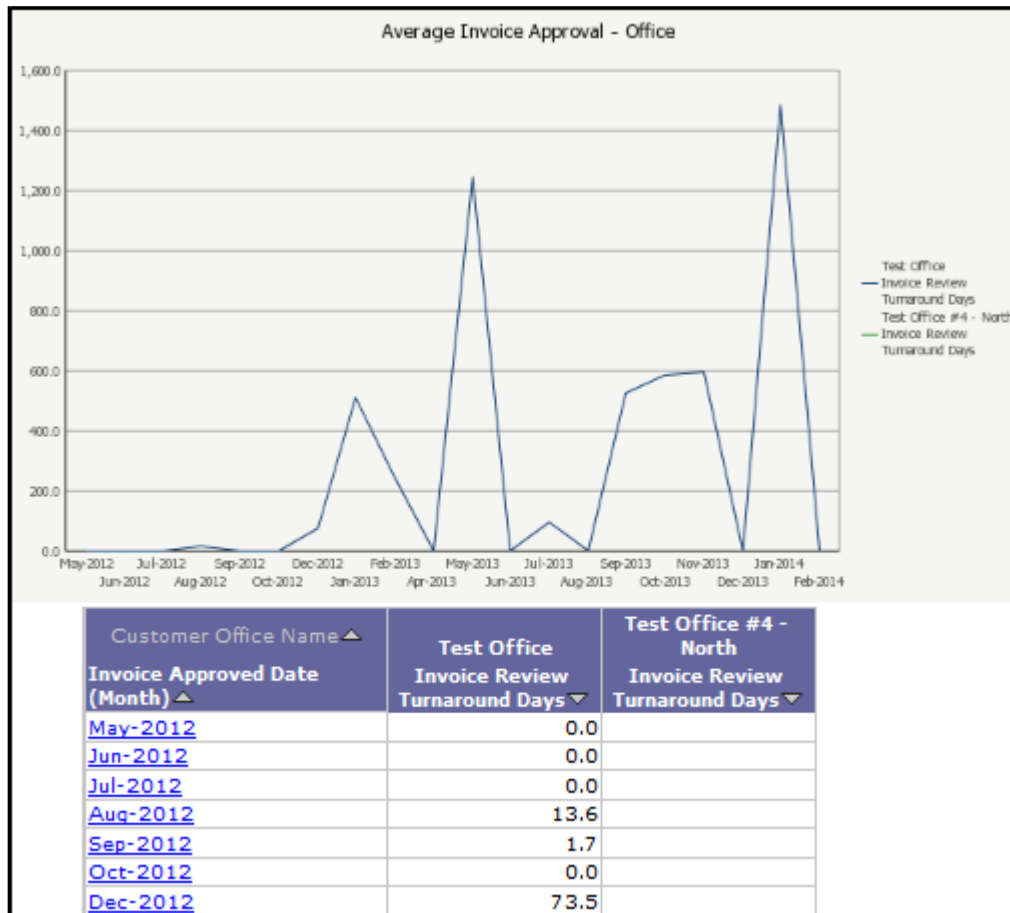 Average Invoice Approval - Office
1,600.0
1,400.0
1,200.0
1,000.0
800.0
600.0
400.0
200.0
0.0
Test Office
Invoice Review
Turnaround Days
Test Office #4 - North
Invoice Review
Turnaround Days
May-2012 Jul-2012 Sep-2012 Dec-2012 Feb-2013 May-2013 Jul-2013 Sep-2013 Nov-2013 Jan-2014
Jun-2012 Aug-2012 Oct-2012 Jan-2013 Apr-2013 Jun-2013 Aug-2013 Oct-2013 Dec-2013 Feb-2014
Customer Office Name
Test Office
Test Office #4 -
North
Invoice Approved Date
(Month)
Invoice Review
Turnaround Days
Invoice Review
Turnaround Days
May-2012 0.0
Jun-2012 0.0
Jul-2012 0.0
Aug-2012 13.6
Sep-2012 1.7
Oct-2012 0.0
Dec-2012 73.5